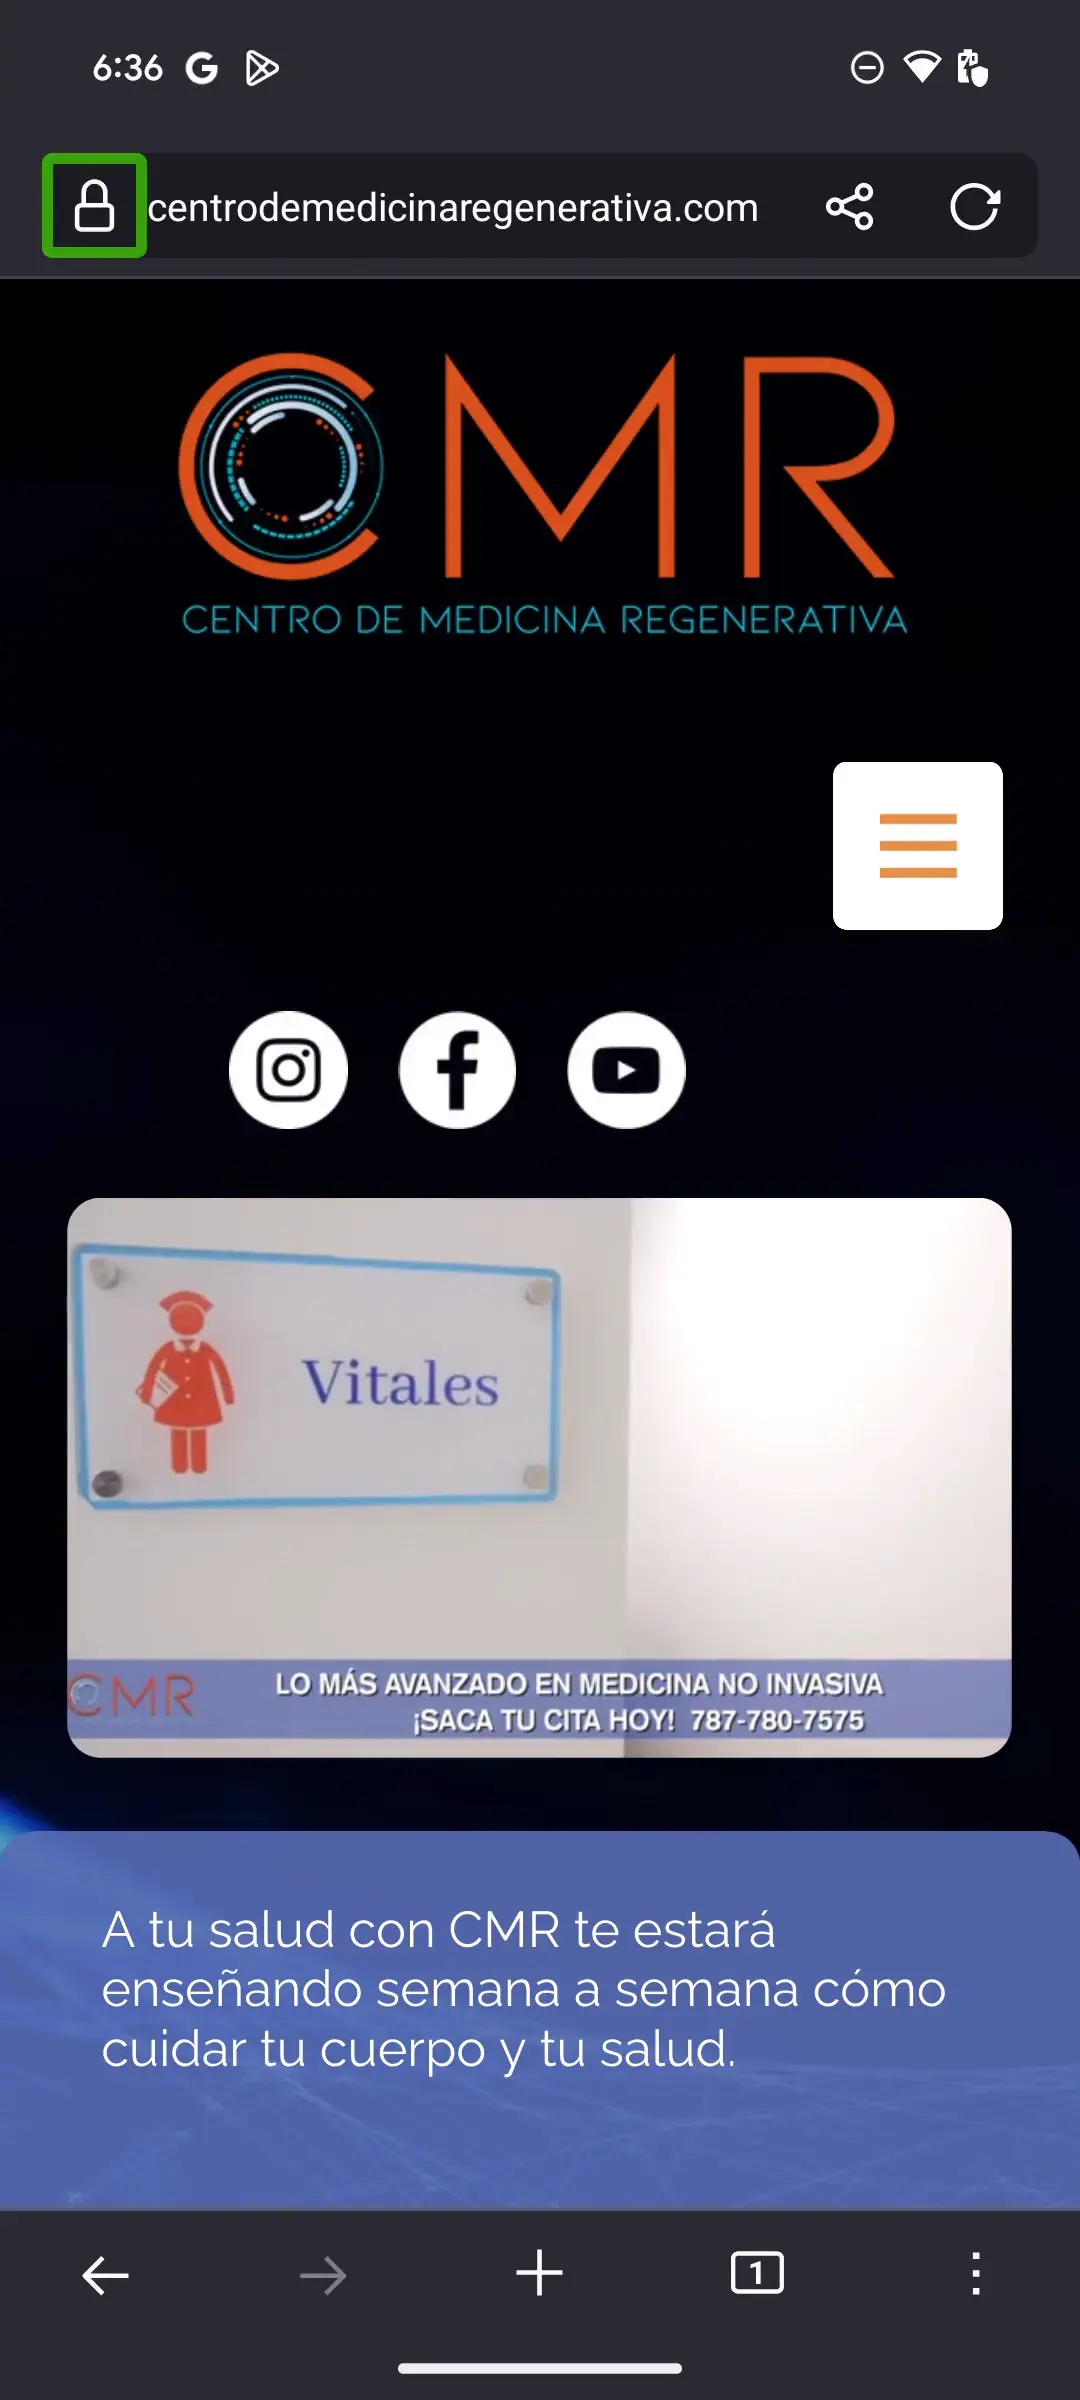 6:36
centrodemedicinaregenerativa.com
CMR
CENTRO DE MEDICINA REGENERATIVA
Vitales
CMR
LO MÁS AVANZADO EN MEDICINA NO INVASIVA
¡SACA TU CITA HOY! 787-780-7575
A tu salud con CMR te estará
enseñando semana a semana cómo
cuidar tu cuerpo y tu salud.
1